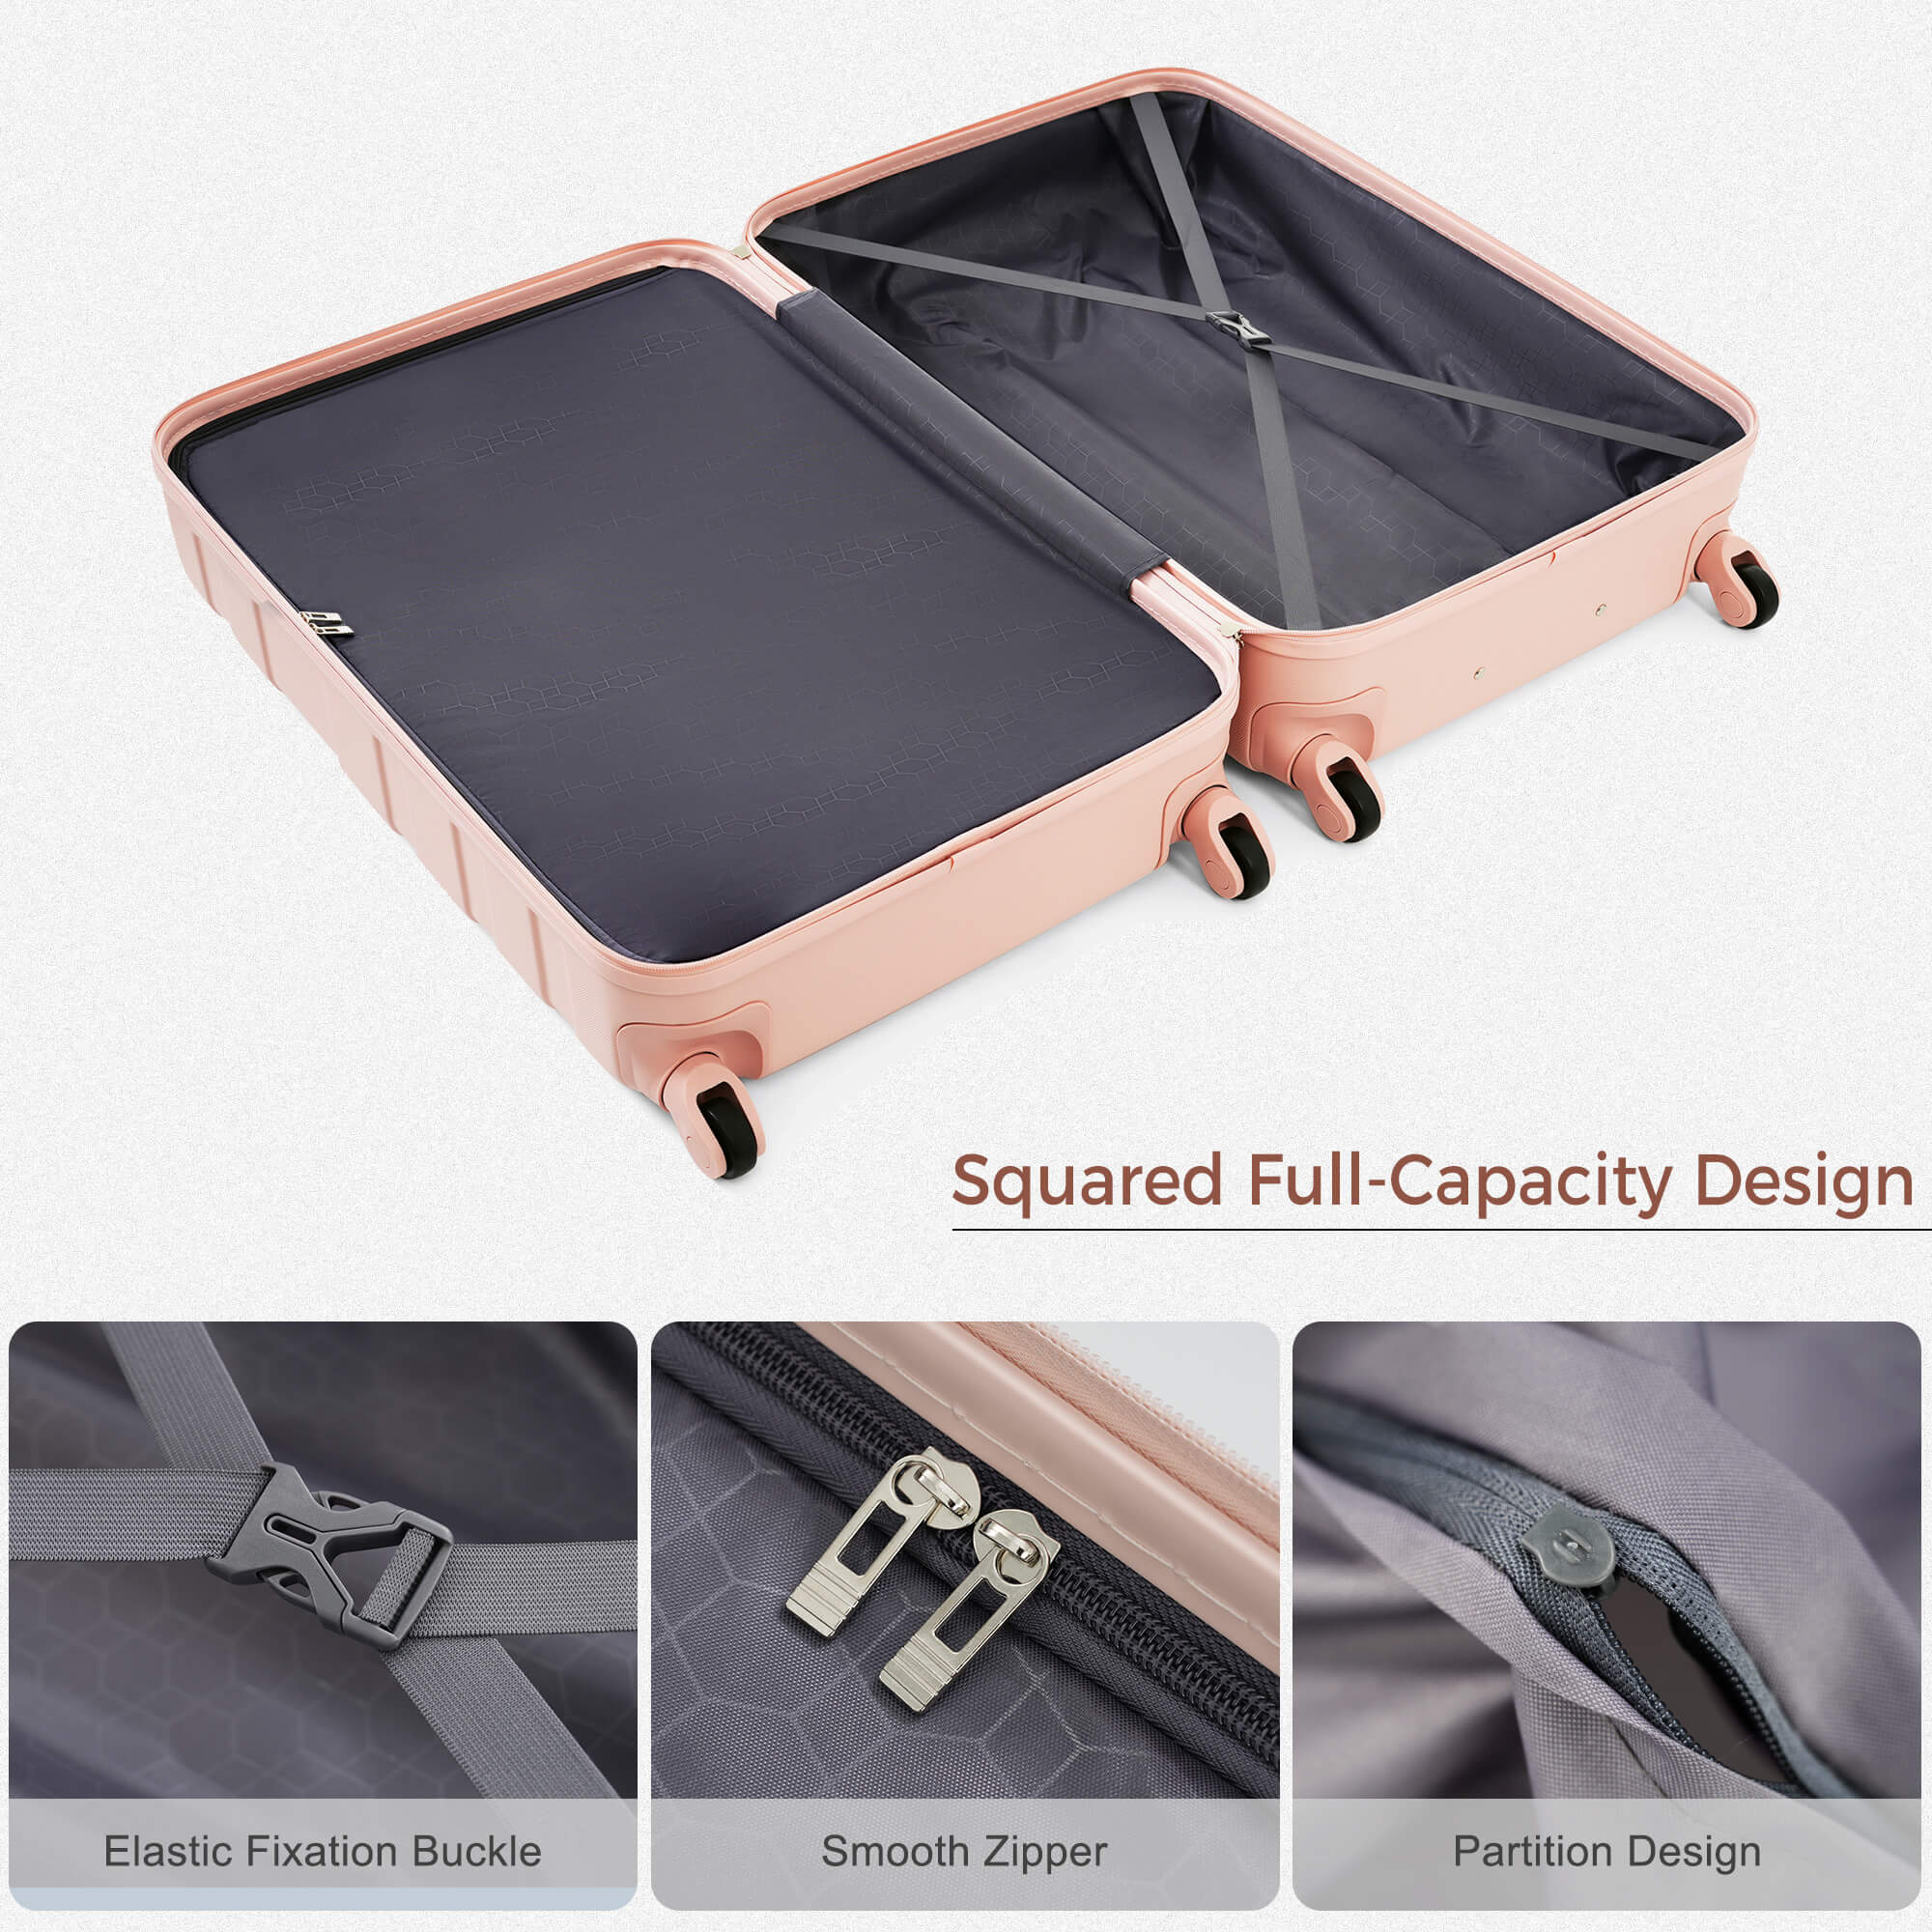 Squared Full-Capacity Design
Elastic Fixation Buckle
Smooth Zipper
Partition Design